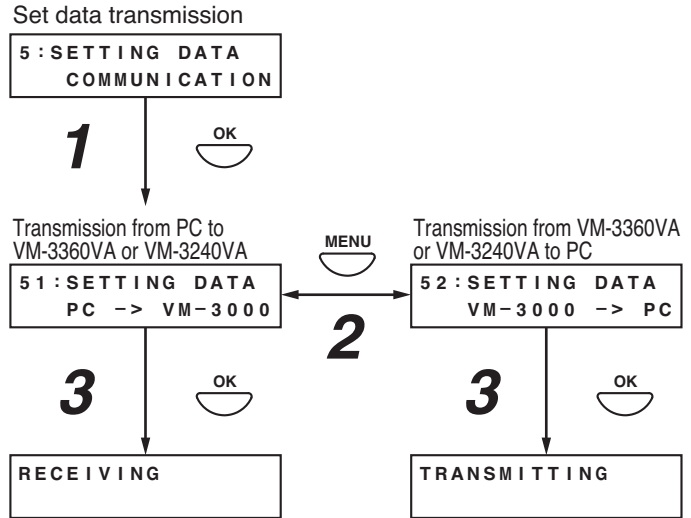 Set data transmission
5:SETTING DATA
COMMUNICATION
1
OK
Transmission from PC to
VM-3360VA or VM-3240VA
MENU
Transmission from VM-3360VA
or VM-3240VA to PC
51:SETTING DATA
PC -> VM-3000
52:SETTING DATA
VM-3000 -> PC
2
3
OK
3
OK
RECEIVING
TRANSMITTING